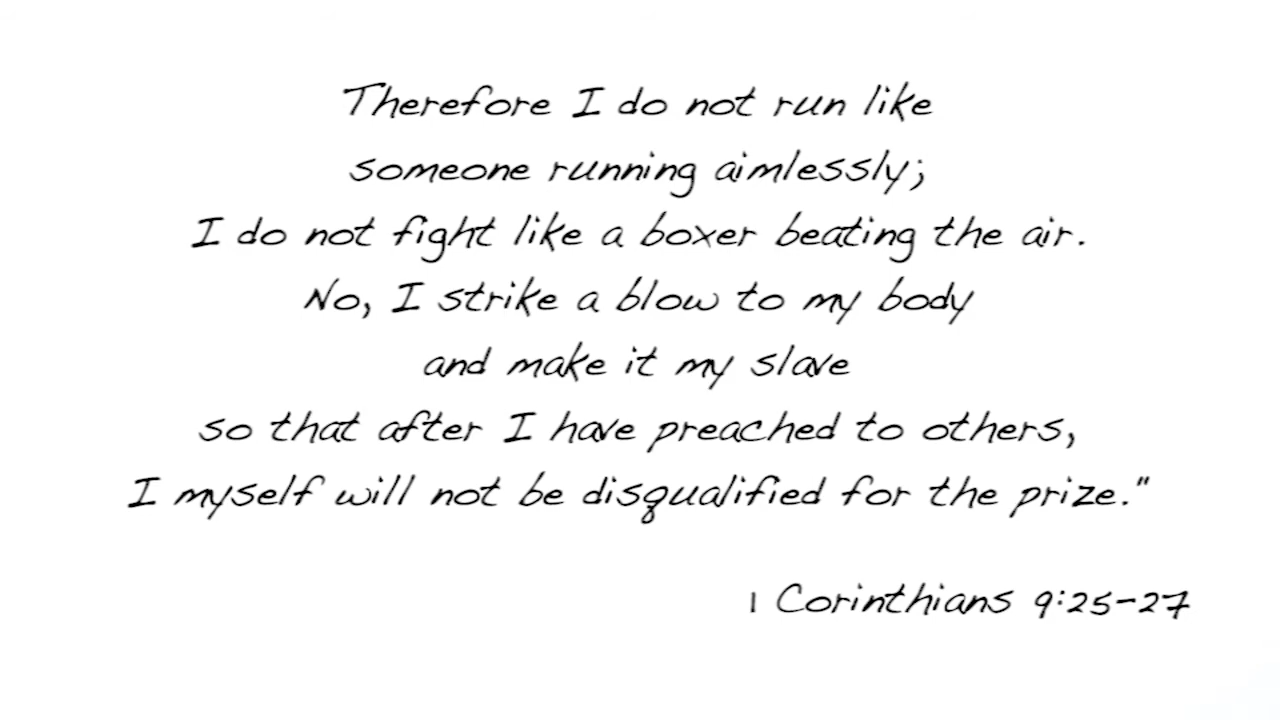 Therefore I do not run like
someone running aimlessly;
I do not fight like a boxer beating the air.
No, I strike a blow to my body
and make it my slave
so that after I have preached to others,
I myself will not be disqualified for the prize."
1 Corinthians 9:25-27